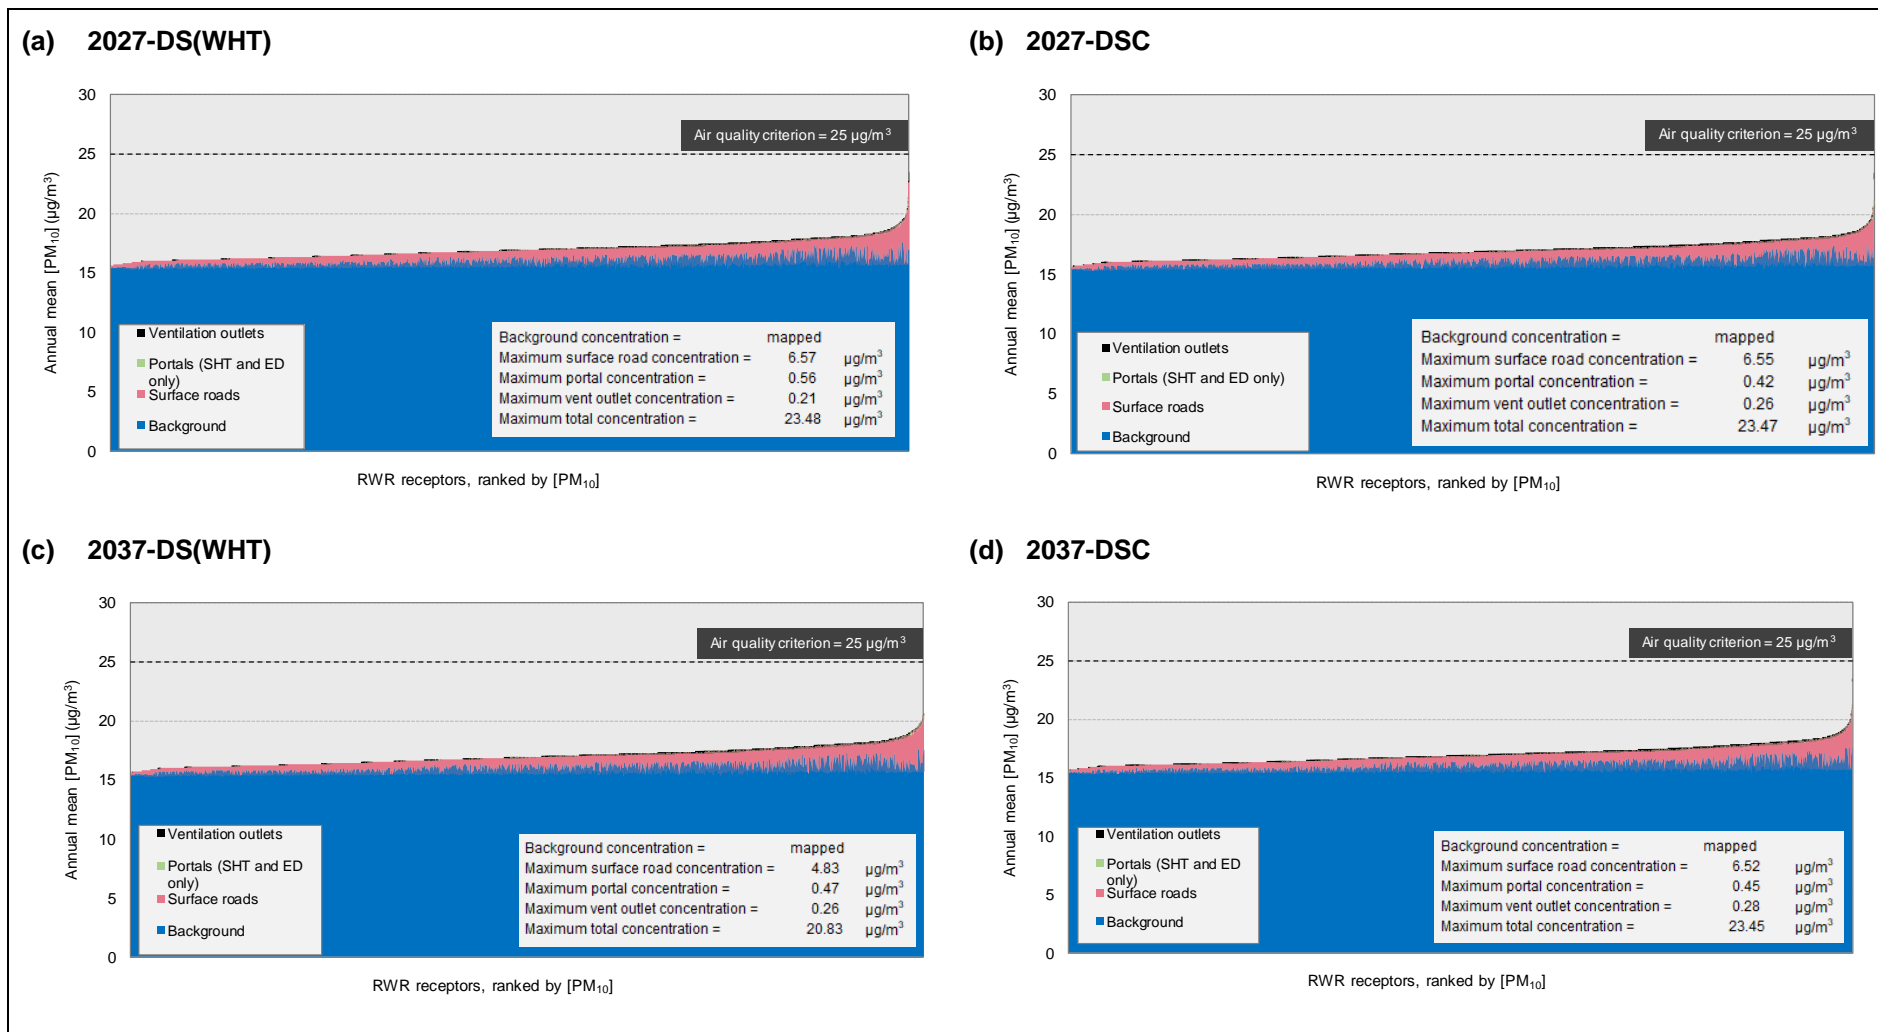 (a) 2027-DS(WHT)
30
25
20
15
10
5
0
Annual mean [PM10] (µg/m3)
Air quality criterion = 25 µg/m3
Ventilation outlets
Portals (SHT and ED
only)
Surface roads
Background
Background concentration = mapped
Maximum surface road concentration = 6.57 µg/m3
Maximum portal concentration = 0.56 µg/m3
Maximum vent outlet concentration = 0.21 µg/m3
Maximum total concentration = 23.48 µg/m3
RWR receptors, ranked by [PM10]
(b) 2027-DSC
30
25
20
15
10
5
0
Annual mean [PM10] (µg/m3)
Air quality criterion = 25 µg/m3
Ventilation outlets
Portals (SHT and ED only)
Surface roads
Background
Background concentration = mapped
Maximum surface road concentration = 6.55 µg/m3
Maximum portal concentration = 0.42 µg/m3
Maximum vent outlet concentration = 0.26 µg/m3
Maximum total concentration = 23.47 µg/m3
RWR receptors, ranked by [PM10]
(c) 2037-DS(WHT)
30
25
20
15
10
5
0
Annual mean [PM10] (µg/m3)
Air quality criterion = 25 µg/m3
Ventilation outlets
Portals (SHT and ED
only)
Surface roads
Background
Background concentration = mapped
Maximum surface road concentration = 4.83 µg/m3
Maximum portal concentration = 0.47 µg/m3
Maximum vent outlet concentration = 0.26 µg/m3
Maximum total concentration = 20.83 µg/m3
RWR receptors, ranked by [PM10]
(d) 2037-DSC
30
25
20
15
10
5
0
Annual mean [PM10] (µg/m3)
Air quality criterion = 25 µg/m3
Ventilation outlets
Portals (SHT and ED
only)
Surface roads
Background
Background concentration = mapped
Maximum surface road concentration = 6.52 µg/m3
Maximum portal concentration = 0.45 µg/m3
Maximum vent outlet concentration = 0.28 µg/m3
Maximum total concentration = 23.45 µg/m3
RWR receptors, ranked by [PM10]